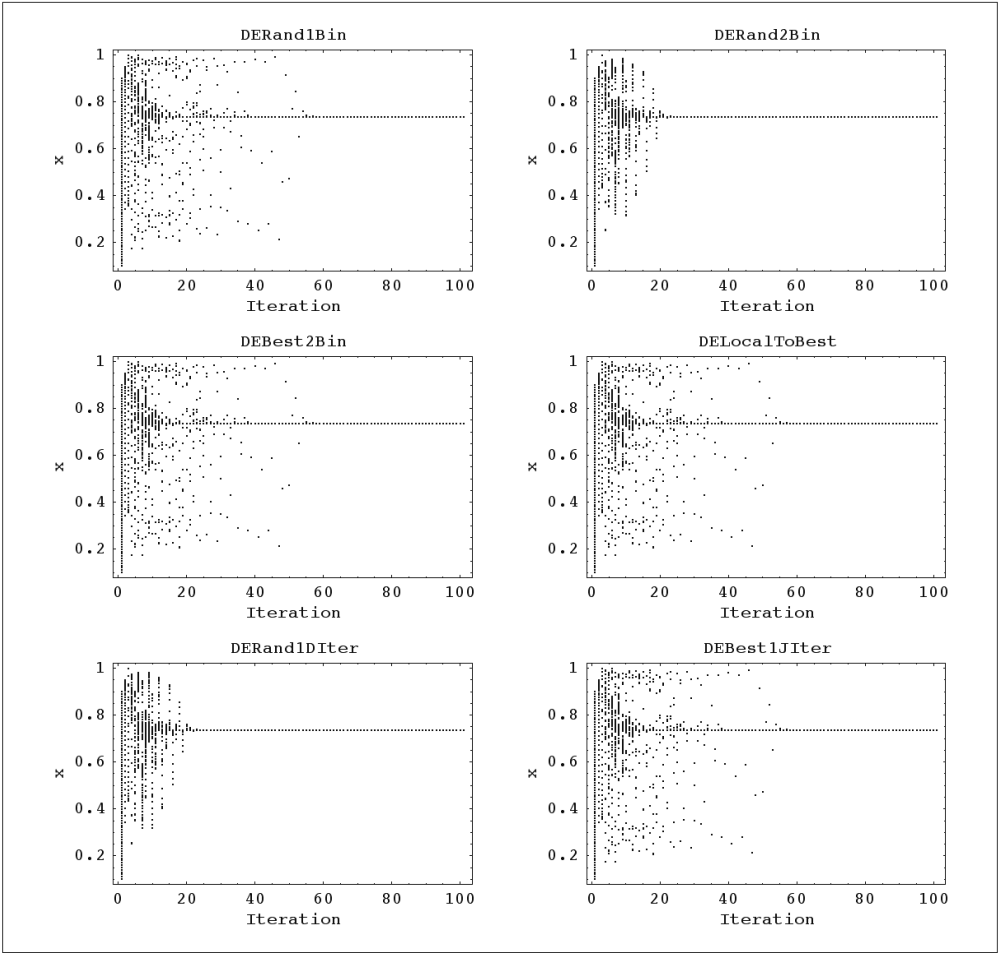 DERand1Bin DERand2Bin
1 1
0.8 0.8
0.6 0.6
x x
0.4 0.4
0.2 0.2
0 20 40 60 80 100 0 20 40 60 80 100
Iteration Iteration
DEBest2Bin DELocalToBest
1 1
0.8 0.8
0.6 0.6
x x
0.4 0.4
0.2 0.2
0 20 40 60 80 100 0 20 40 60 80 100
Iteration Iteration
DERand1DIter DEBest1JIter
1 1
0.8 0.8
0.6 0.6
x x
0.4 0.4
0.2 0.2
0 20 40 60 80 100 0 20 40 60 80 100
Iteration Iteration